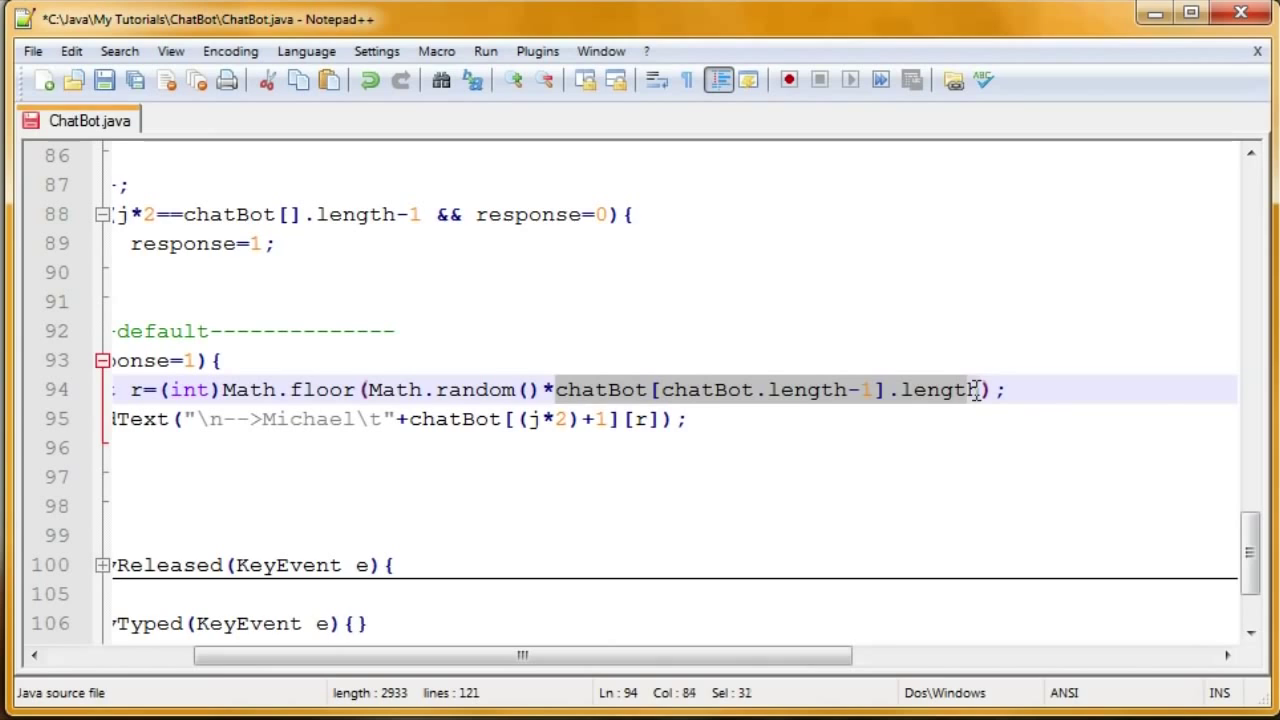 *C:\Java\My Tutorials\ChatBot\ChatBot.java - Notepad++
File Edit Search View Encoding Language Settings Macro Run Plugins Window ? X
ABC
ChatBot.java
86
87 ;
88 j*2==chatBot[].length-1 && response=0){
89 response=1;
90
91
92 -default--------------
93 onse=1){
94 r=(int)Math.floor(Math.random()*chatBot[chatBot.length-1].length);
95 Text("\n-->Michael\t"+chatBot[(j*2)+1][r]);
96
97
98
99
100 Released(KeyEvent e){
105
106 Typed(KeyEvent e){}
Java source file length : 2933 lines : 121 Ln : 94 Col : 84 Sel : 31 Dos\Windows ANSI INS